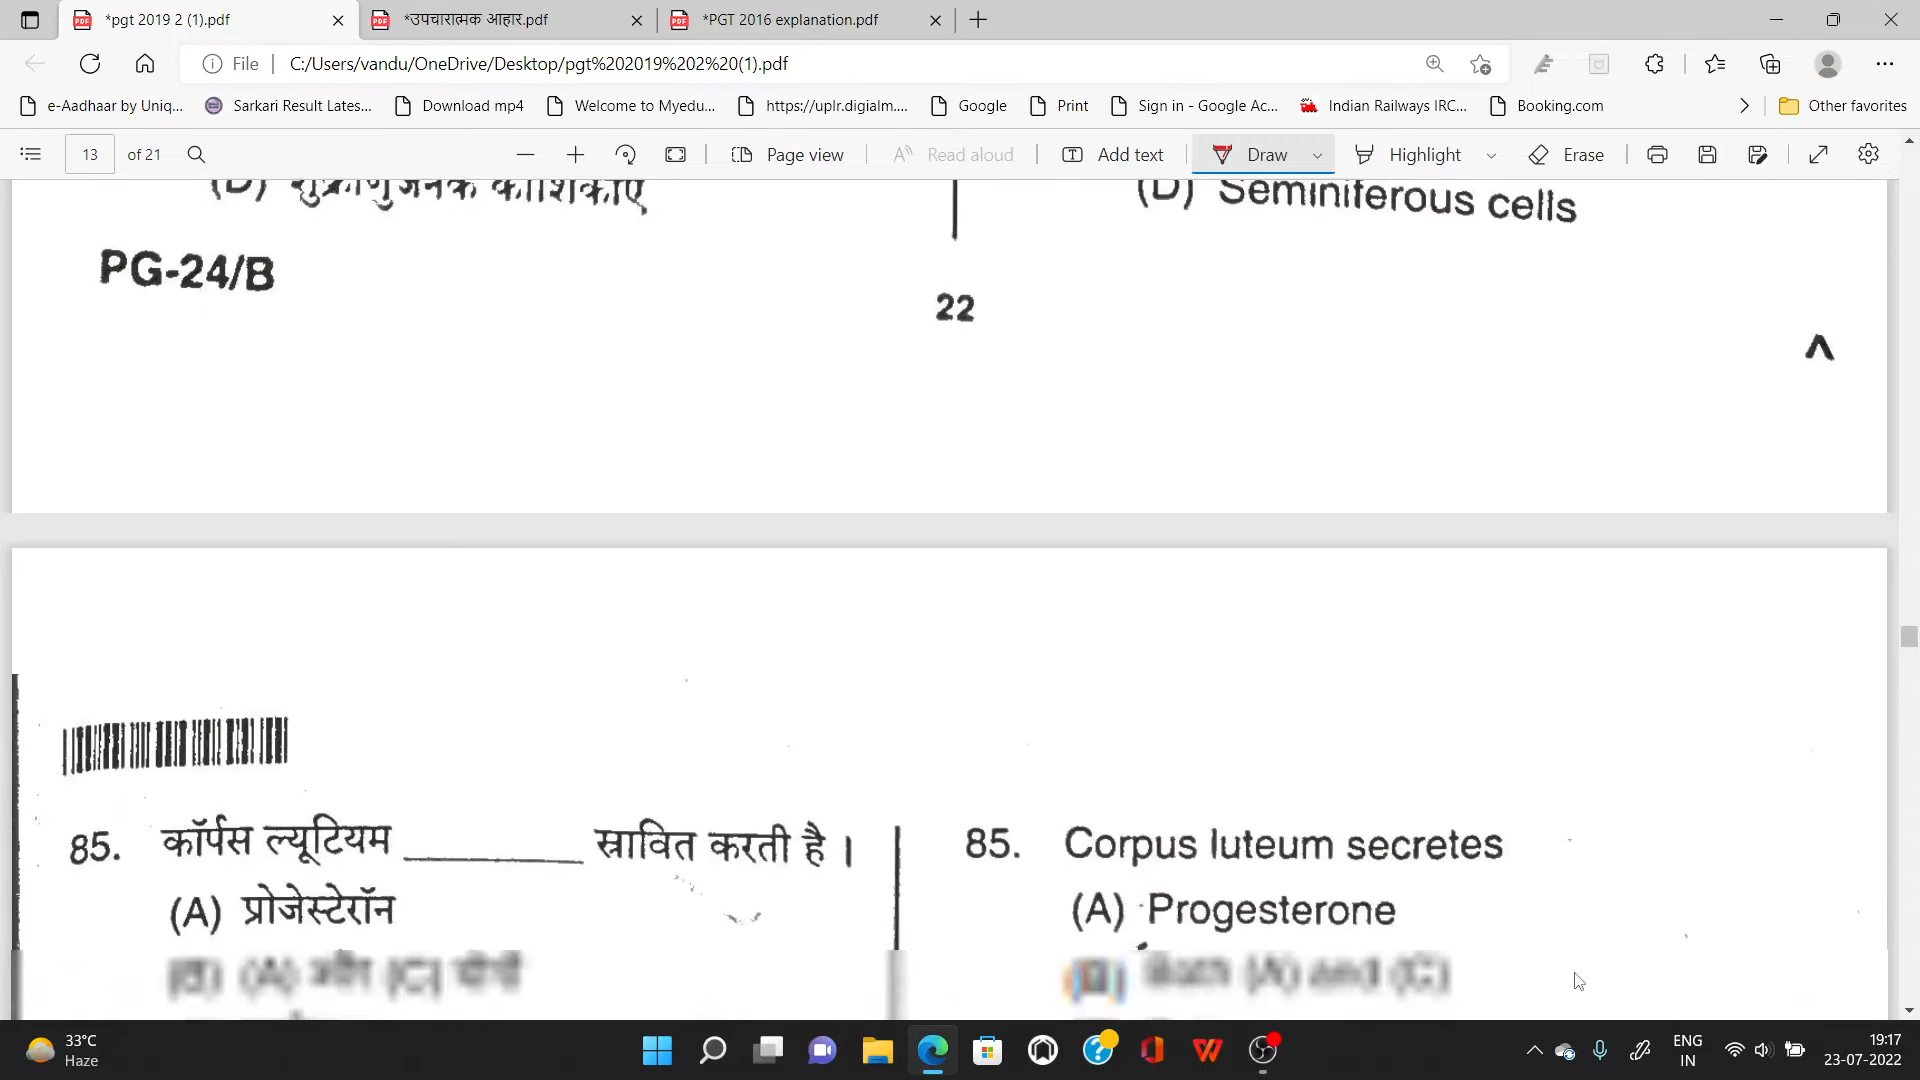 *pgt 2019 2 (1).pdf
*उपचारात्मक आहार.pdf
*PGT 2016 explanation.pdf
File
C:/Users/vandu/OneDrive/Desktop/pgt%202019%202%20(1).pdf
e-Aadhaar by Uniq...
Sarkari Result Lates...
Download mp4
Welcome to Myedu...
https://uplr.digialm....
Google
Print
Sign in - Google Ac...
Indian Railways IRC...
Booking.com
Other favorites
13 of 21
Page view
Read aloud
Add text
Draw
Highlight
Erase
(D) शुक्राणुजनक कोशिकाएँ
(D) Seminiferous cells
PG-24/B
22
85. कॉर्पस ल्यूटियम ________ स्रावित करती है ।
(A) प्रोजेस्टेरॉन
85. Corpus luteum secretes
(A) Progesterone
Both (A) and (C)
33°C
Haze
ENG
IN
19:17
23-07-2022